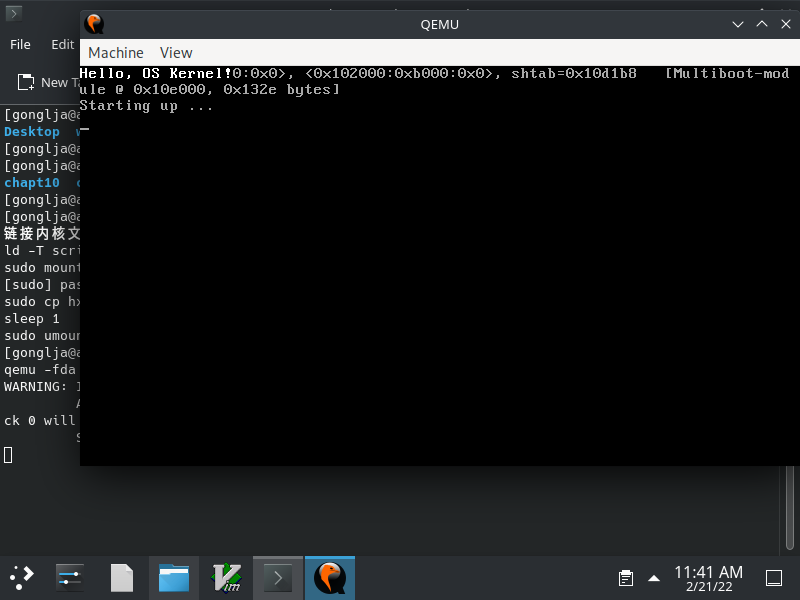 QEMU
File Edit
Machine View
New T
Hello, OS Kernel!0:0x0>, <0x102000:0xb000:0x0>, shtab=0x10d1b8 [Multiboot-mod
ule @ 0x10e000, 0x132e bytes]
Starting up ...
[gonglja@a
Desktop
[gonglja@a
[gonglja@a
chapt10
[gonglja@a
[gonglja@a
链接内核文
ld -T scri
sudo mount
[sudo] pas
sudo cp hx
sleep 1
sudo umoun
[gonglja@a
qemu -fda
WARNING:
ck 0 will
Vim
11:41 AM
2/21/22